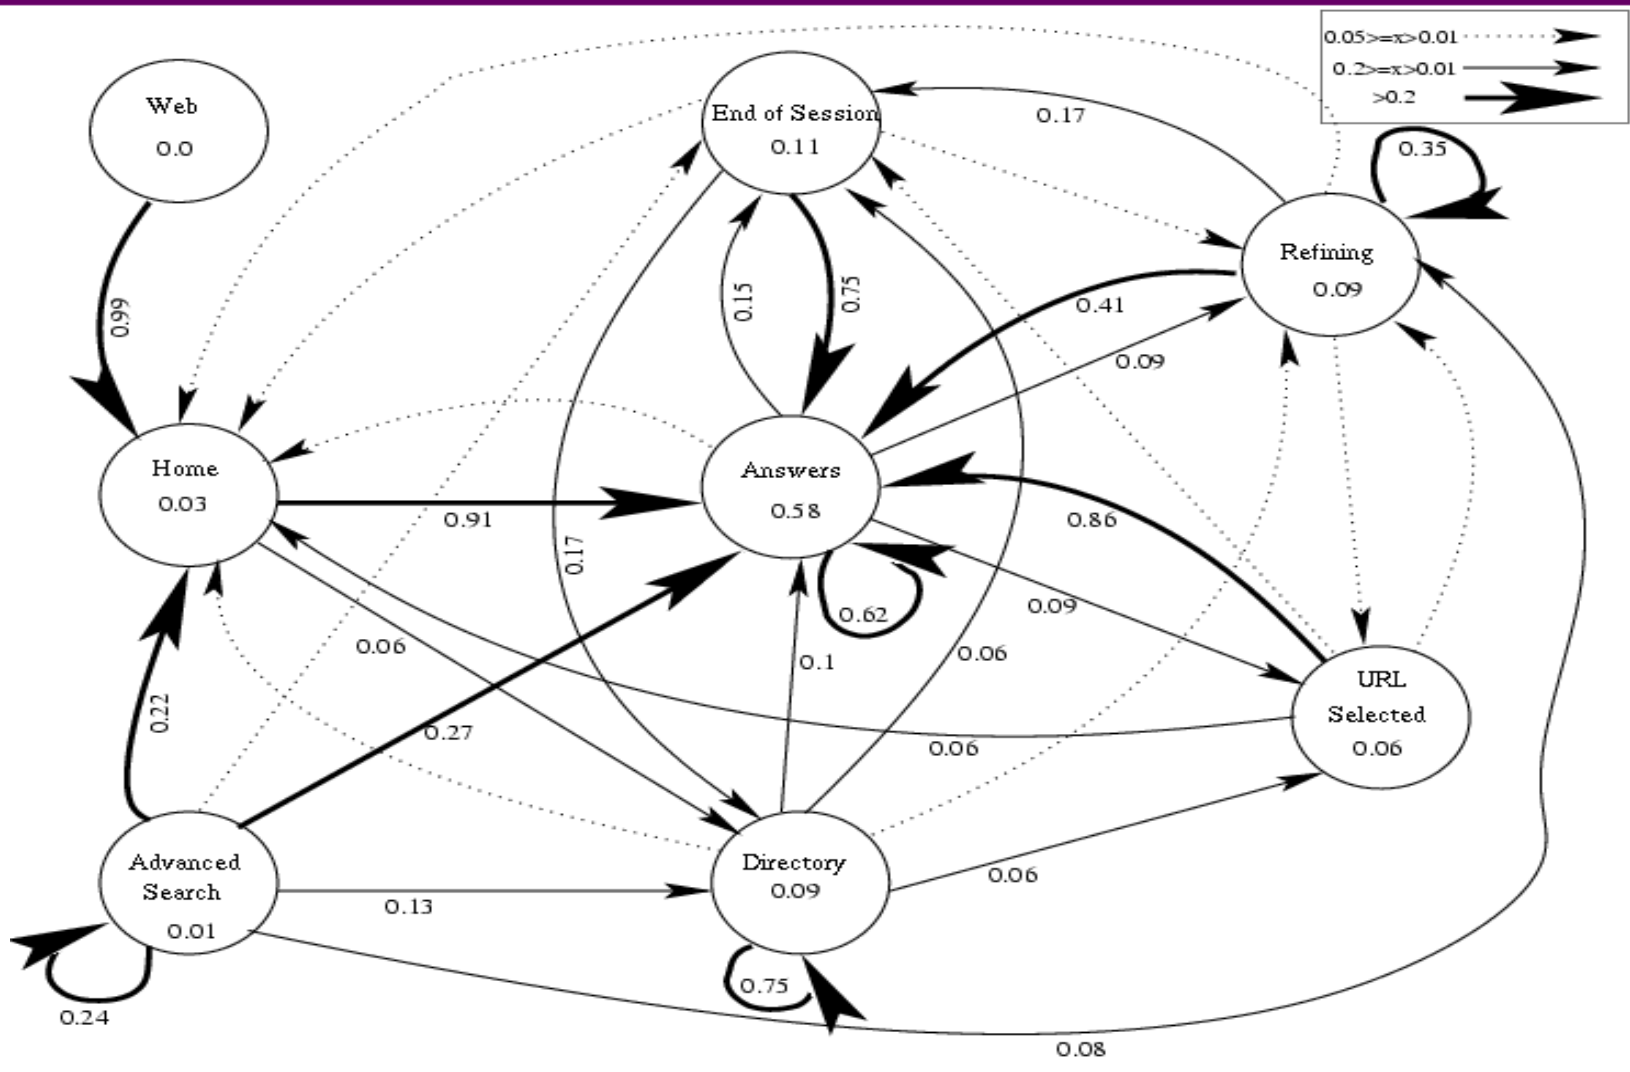 0.05>=x>0.01
0.2>=x>0.01
>0.2
Web
0.0
End of Session
0.11
0.17
0.35
Refining
0.09
0.99
0.15
0.75
0.41
0.09
Home
0.03
0.91
Answers
0.58
0.86
0.17
0.62
0.09
0.06
0.1
0.06
0.22
0.27
0.06
URL
Selected
0.06
Advanced
Search
0.01
0.13
Directory
0.09
0.06
0.75
0.24
0.08